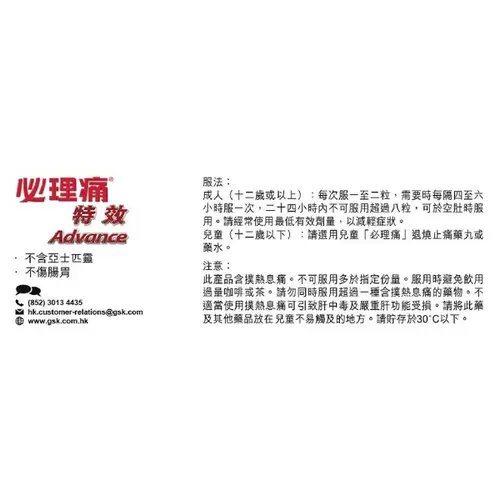 必理痛®
特效
Advance
· 不含亞士匹靈
· 不傷腸胃
(852) 3013 4435
hk.customer-relations@gsk.com
www.gsk.com.hk
服法：
成人（十二歲或以上）：每次服一至二粒，需要時每隔四至六
小時服一次，二十四小時內不可服用超過八粒，可於空肚時服
用。請經常使用最低有效劑量，以減輕症狀。
兒童（十二歲以下）：請選用兒童「必理痛」退燒止痛藥丸或
藥水。
注意：
此產品含撲熱息痛。不可服用多於指定份量。服用時避免飲用
過量咖啡或茶。請勿同時服用超過一種含撲熱息痛的藥物。不
適當使用撲熱息痛可引致肝中毒及嚴重肝功能受損。請將此藥
及其他藥品放在兒童不易觸及的地方。請貯存於30°C以下。